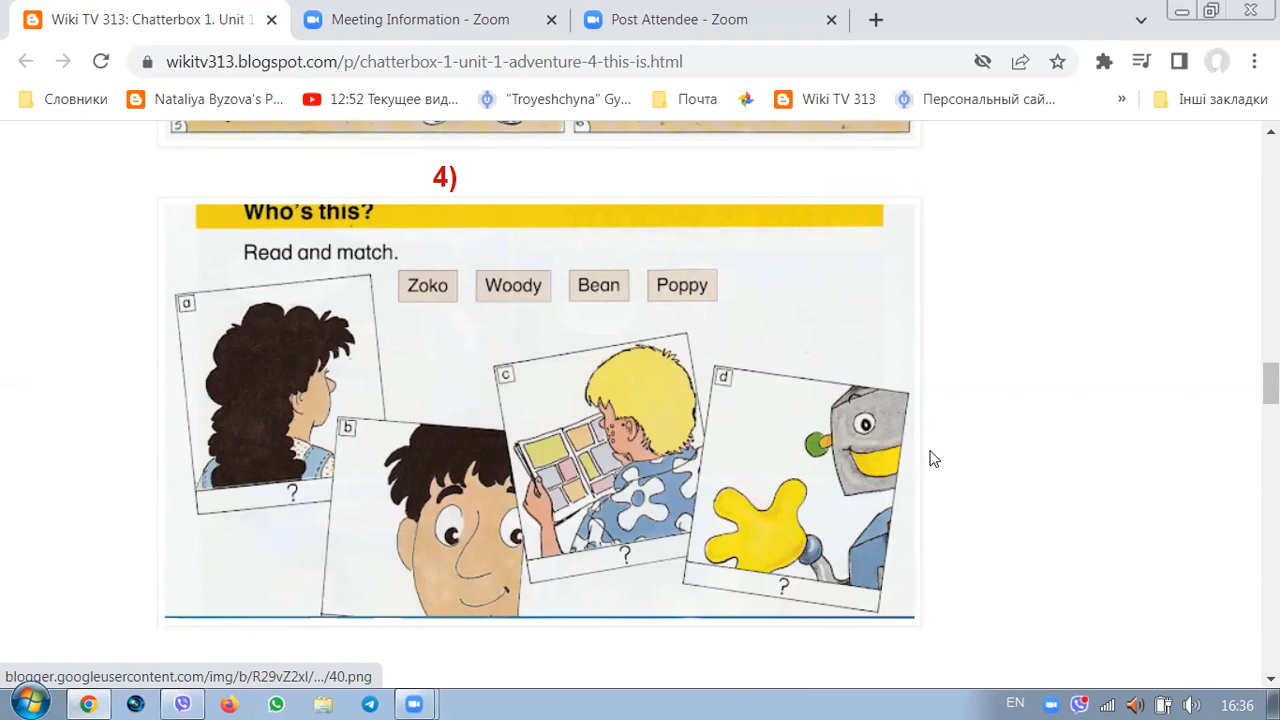 Wiki TV 313: Chatterbox 1. Unit 1
Meeting Information - Zoom
Post Attendee - Zoom
wikitv313.blogspot.com/p/chatterbox-1-unit-1-adventure-4-this-is.html
Словники
Nataliya Byzova's P...
12:52 Текущее вид...
"Troyeshchyna" Gy...
Почта
Wiki TV 313
Персональный сай...
»
Інші закладки
5
4)
Who's this?
Read and match.
Zoko Woody Bean Poppy
a
?
b
c
?
d
?
blogger.googleusercontent.com/img/b/R29vZ2xl/.../40.png
EN
16:36